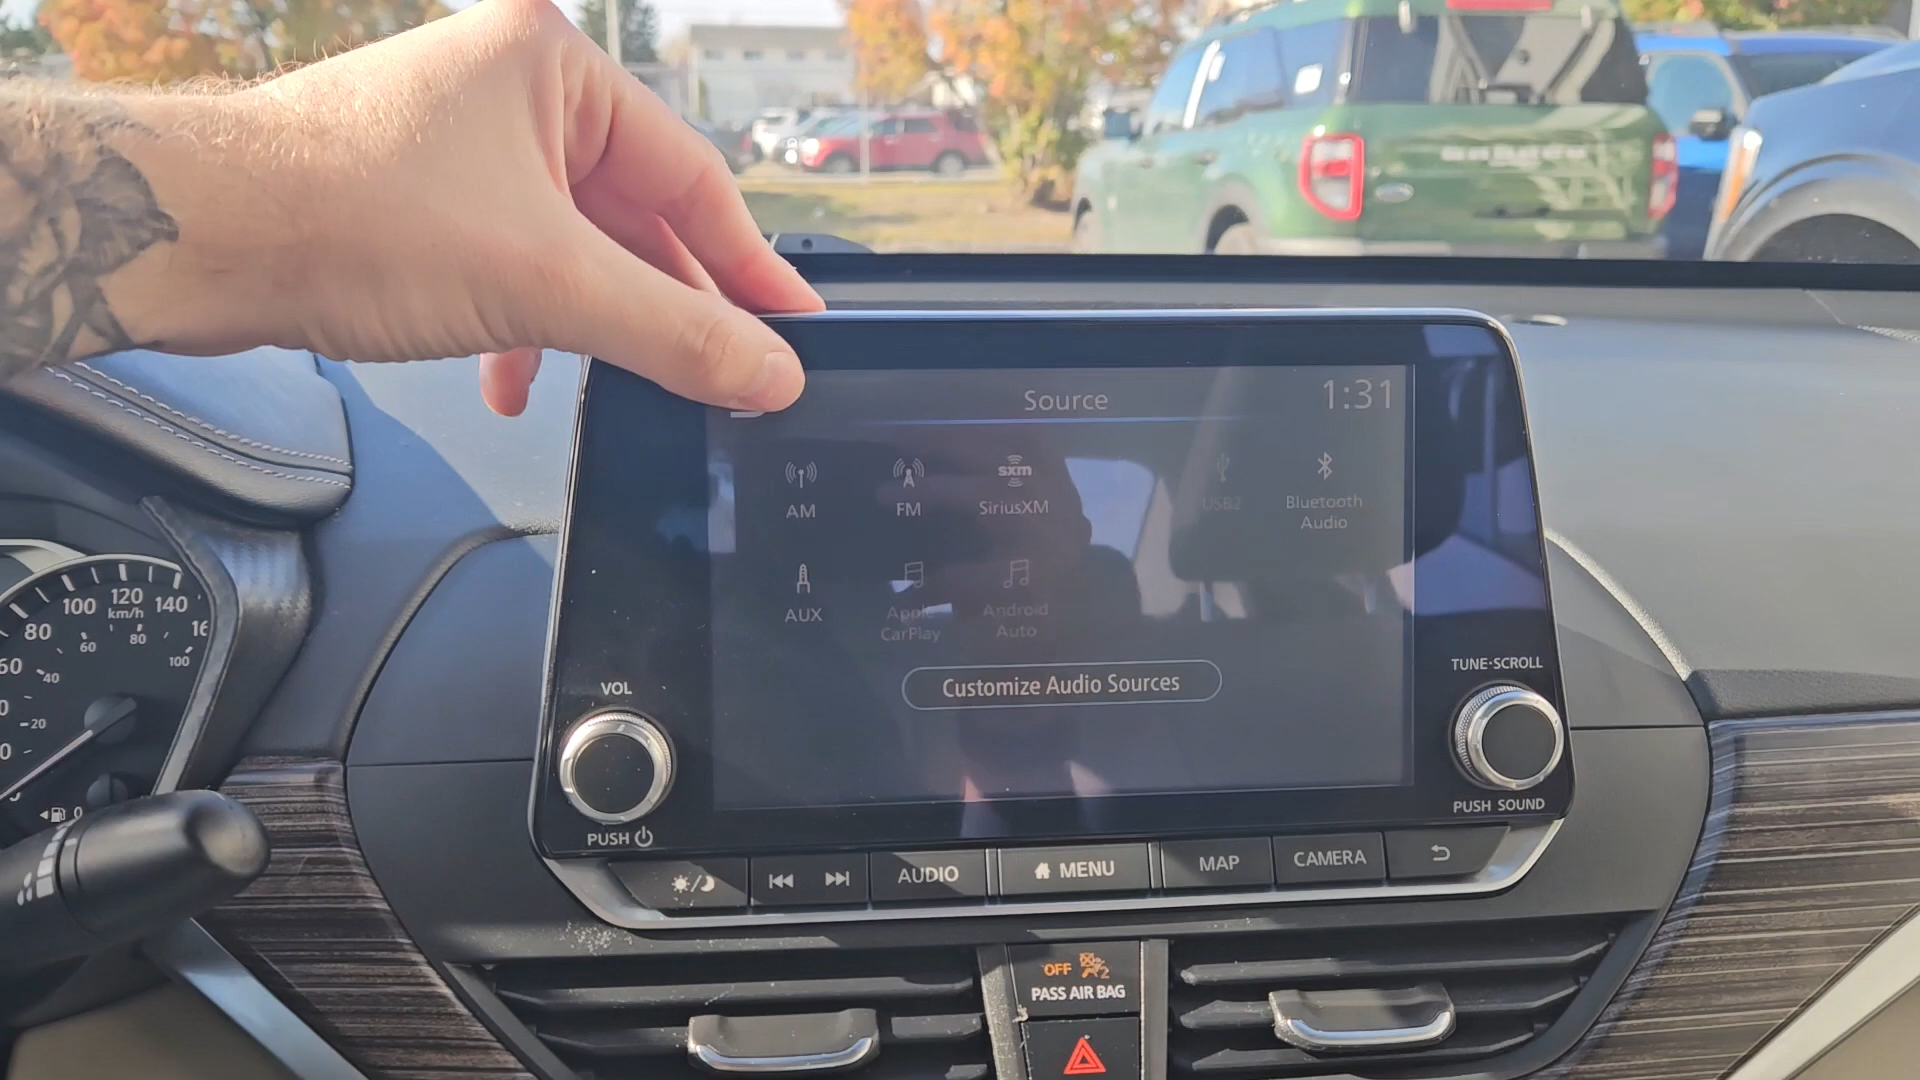 Source
1:31
AM
FM
sxm
SiriusXM
USB2
Bluetooth
Audio
AUX
Apple
CarPlay
Android
Auto
Customize Audio Sources
VOL
PUSH
TUNE·SCROLL
PUSH SOUND
AUDIO
MENU
MAP
CAMERA
OFF
2
PASS AIR BAG
80
100
120
140
km/h
60
80
100
60
40
20
0